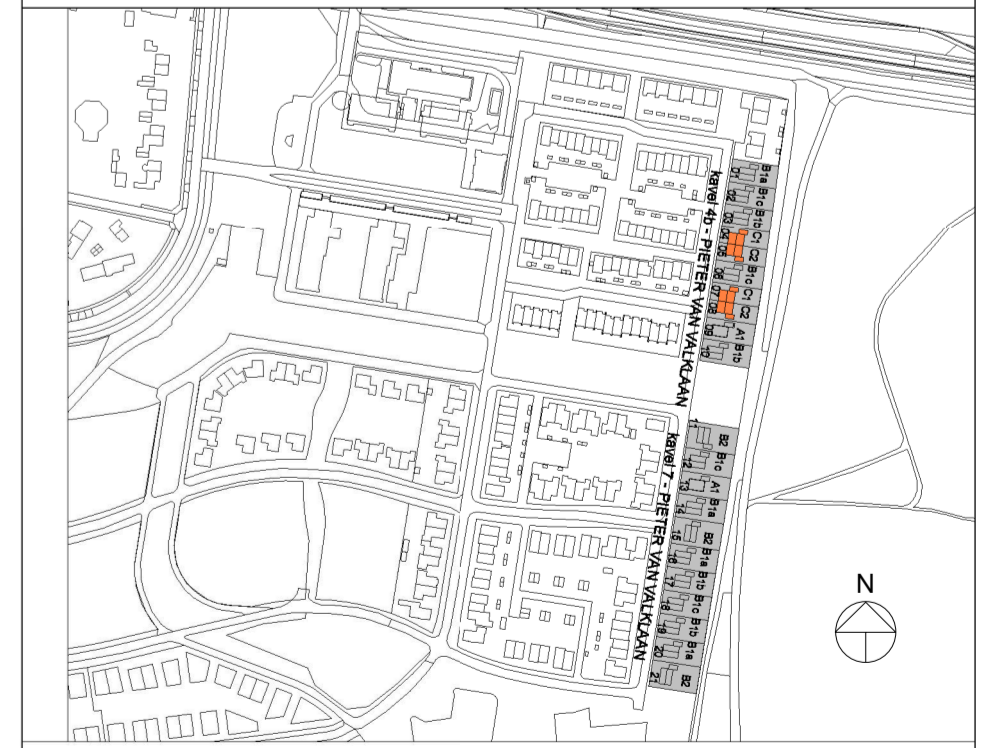 kavel 4b - PIETER VAN VALKLAAN
01 B1a
02 B1c
03 B1b
04 C1
05 C2
06 B1c
07 C1
08 C2
09 A1
10 B1b
kavel 7 - PIETER VAN VALKLAAN
11 B2
12 B1c
13 A1
14 B1a
15 B2
16 B1a
17 B1b
18 B1c
19 B1b
20 B1a
21 B2
N